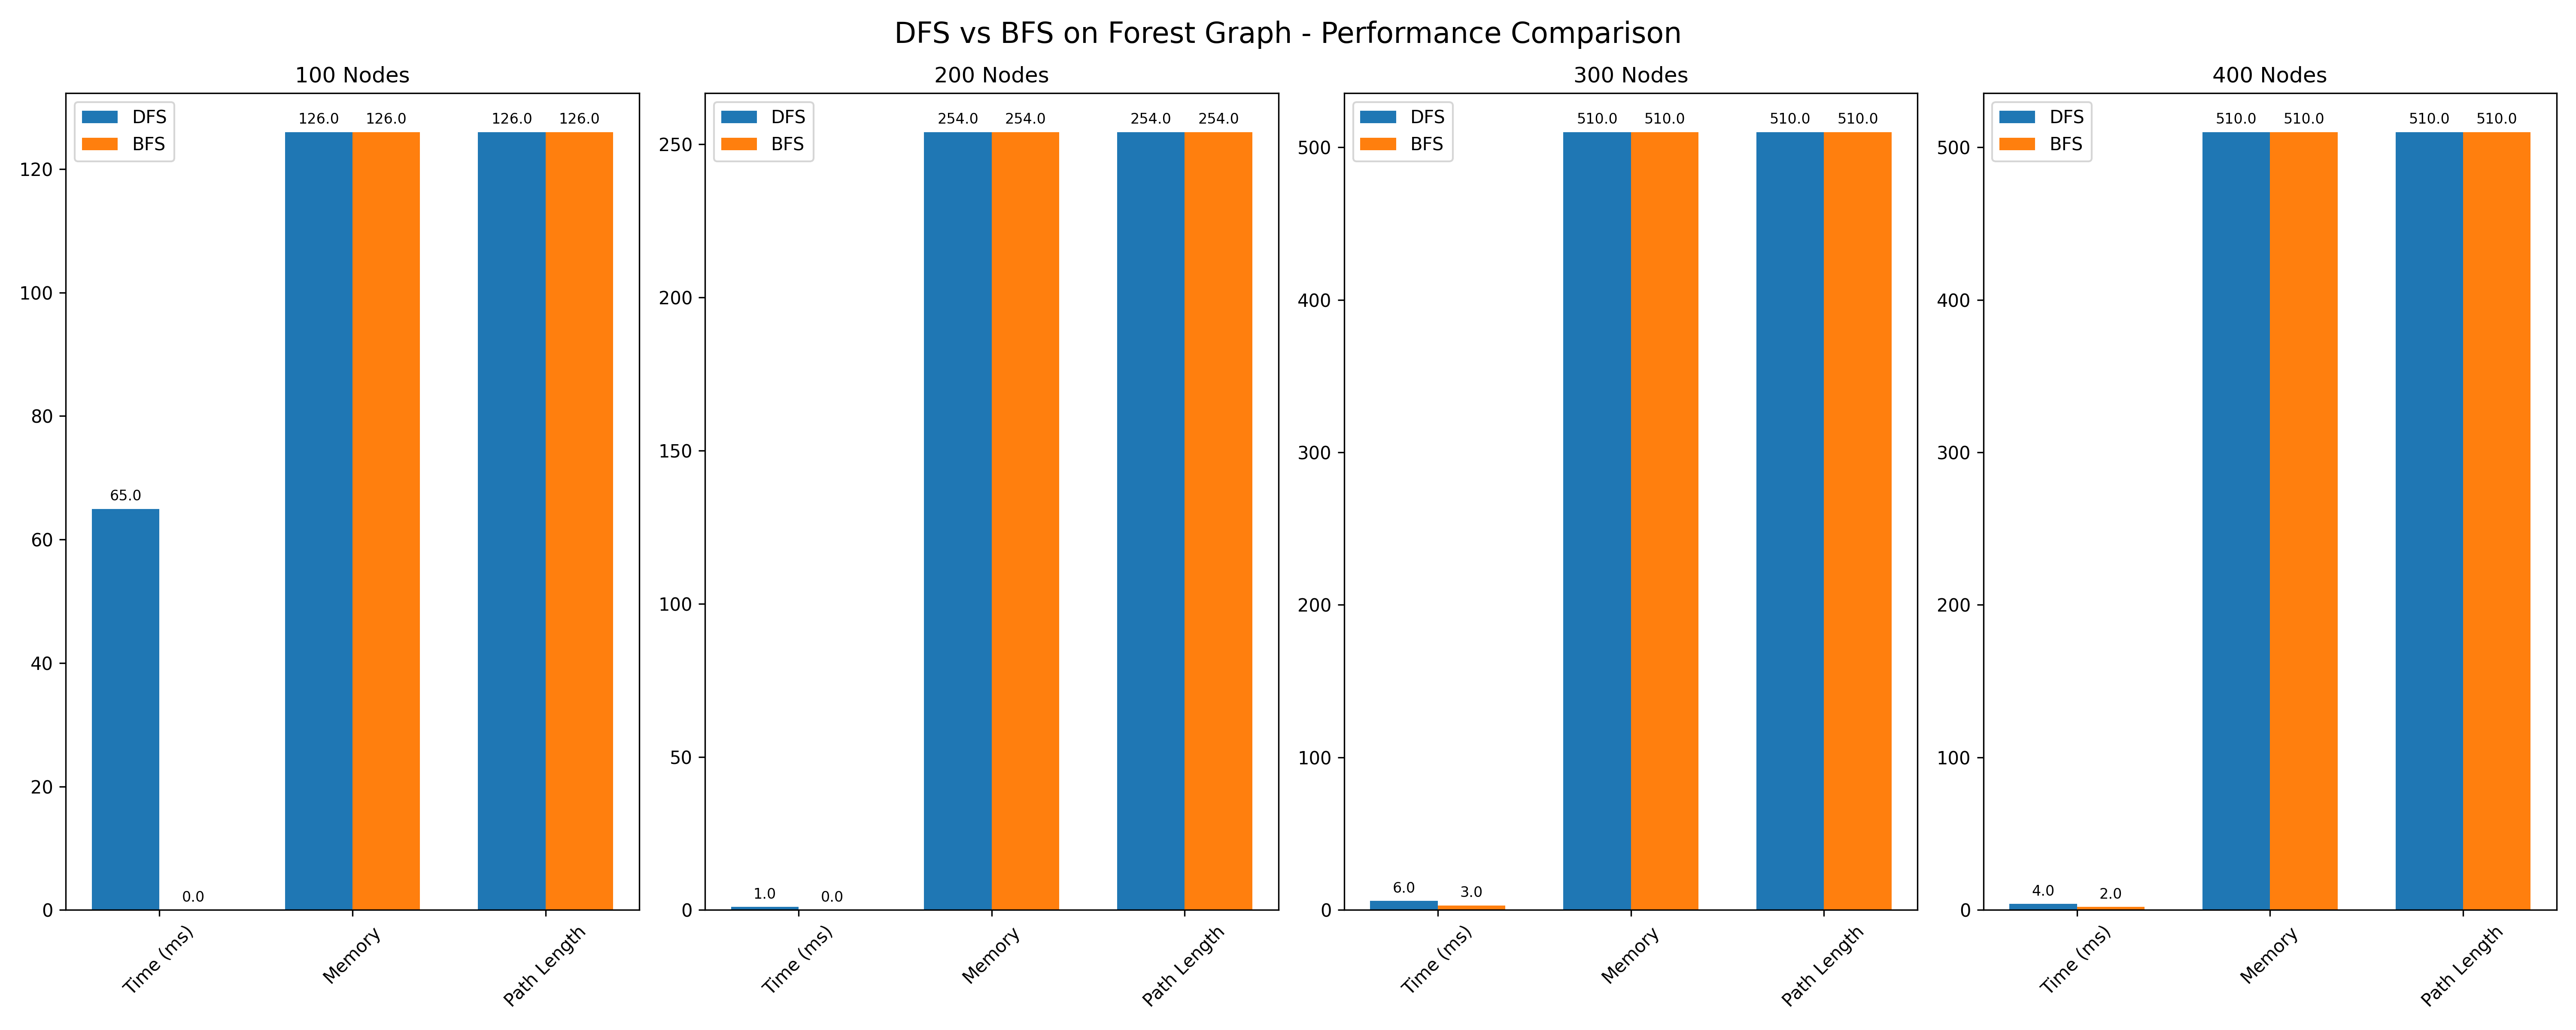 DFS vs BFS on Forest Graph - Performance Comparison
100 Nodes
DFS
BFS
126.0 126.0 126.0 126.0
65.0
0.0
120
100
80
60
40
20
0
Time (ms)
Memory
Path Length
200 Nodes
DFS
BFS
254.0 254.0 254.0 254.0
1.0 0.0
250
200
150
100
50
0
Time (ms)
Memory
Path Length
300 Nodes
DFS
BFS
510.0 510.0 510.0 510.0
6.0 3.0
500
400
300
200
100
0
Time (ms)
Memory
Path Length
400 Nodes
DFS
BFS
510.0 510.0 510.0 510.0
4.0 2.0
500
400
300
200
100
0
Time (ms)
Memory
Path Length